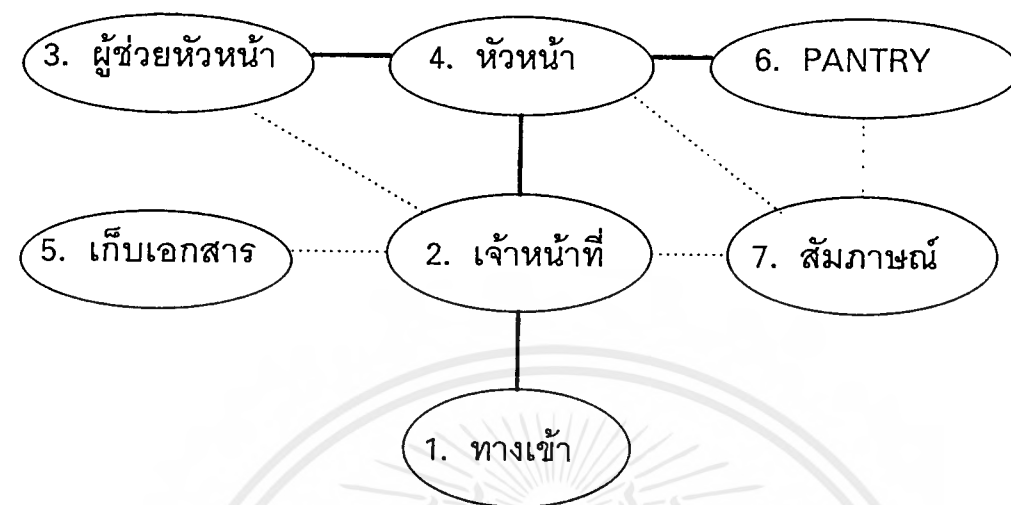 3. ผู้ช่วยหัวหน้า
4. หัวหน้า
6. PANTRY
5. เก็บเอกสาร
2. เจ้าหน้าที่
7. สัมภาษณ์
1. ทางเข้า